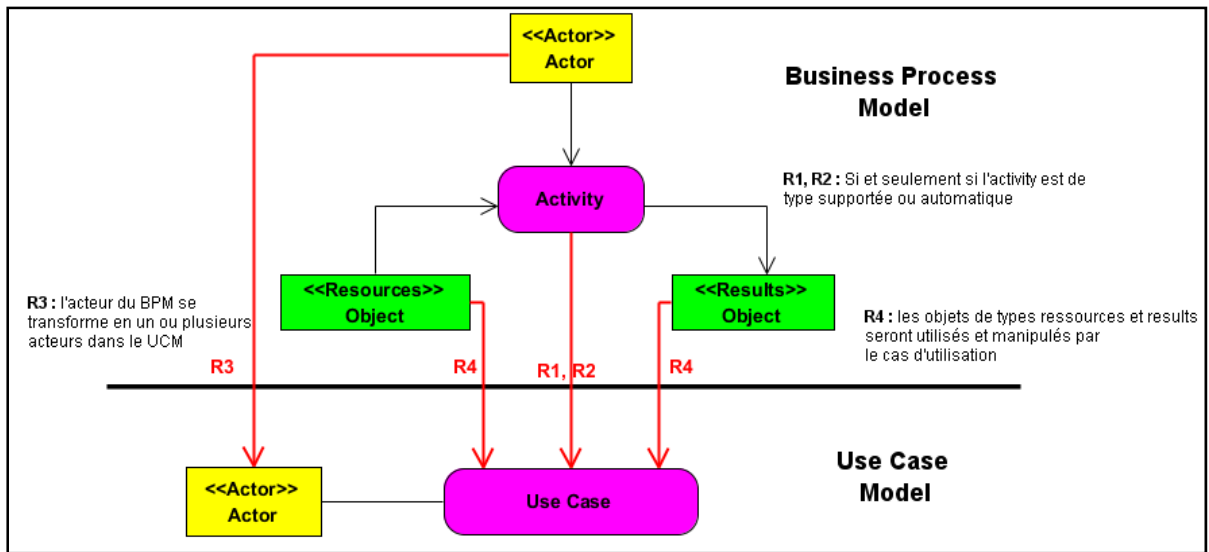 <<Actor>>
Actor
Business Process
Model
Activity
R1, R2 : Si et seulement si l'activity est de
type supportée ou automatique
<<Resources>>
Object
<<Results>>
Object
R3 : l'acteur du BPM se
transforme en un ou plusieurs
acteurs dans le UCM
R4 : les objets de types ressources et results
seront utilisés et manipulés par
le cas d'utilisation
R3
R4
R1, R2
R4
<<Actor>>
Actor
Use Case
Use Case
Model